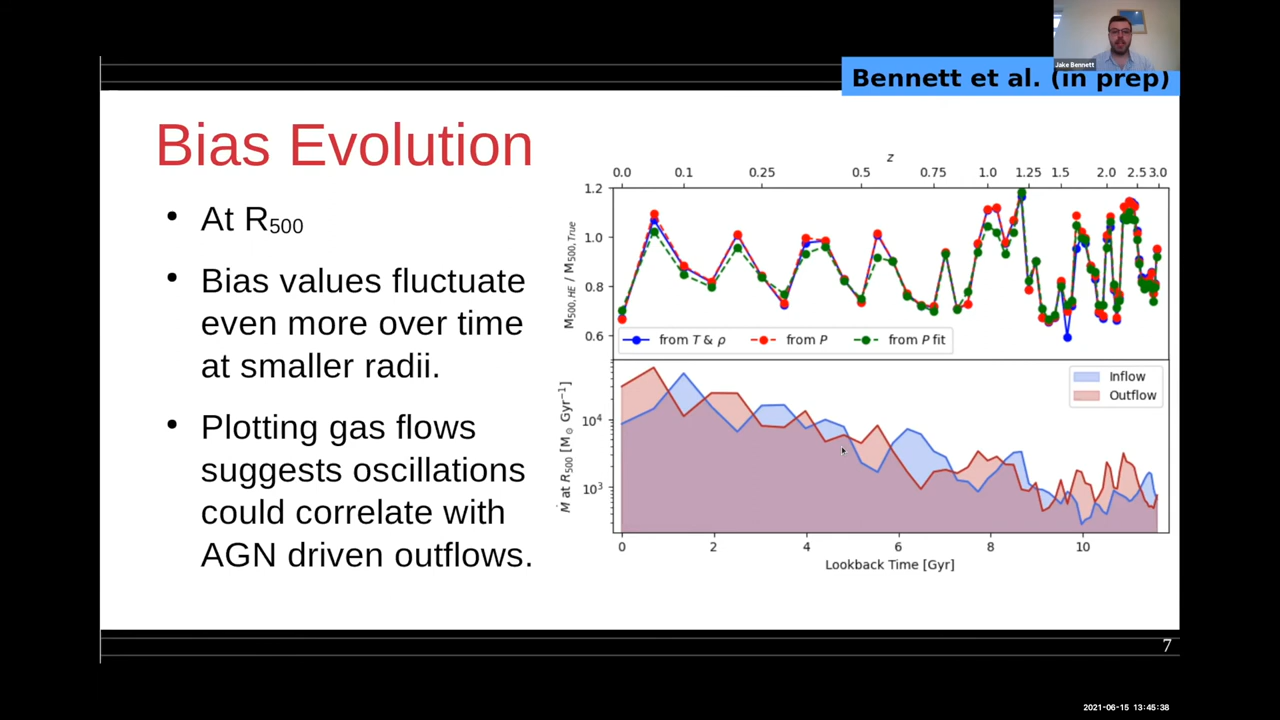 Jake Bennett
Bennett et al. (in prep)
Bias Evolution
• At R500
• Bias values fluctuate
even more over time
at smaller radii.
• Plotting gas flows
suggests oscillations
could correlate with
AGN driven outflows.
z
0.0 0.1 0.25 0.5 0.75 1.0 1.25 1.5 2.0 2.5 3.0
M500,HE / M500,True
1.2
1.0
0.8
0.6
from T & ρ from P from P fit
Ṁ at R500 [M⊙ Gyr⁻¹]
10⁴
10³
Inflow
Outflow
0 2 4 6 8 10
Lookback Time [Gyr]
7
2021-06-15 13:45:38